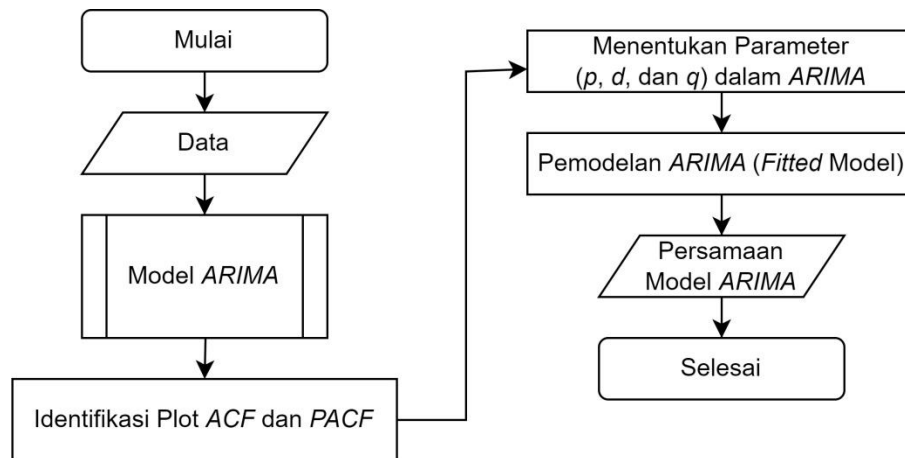 Mulai
Data
Model ARIMA
Identifikasi Plot ACF dan PACF
Menentukan Parameter
(p, d, dan q) dalam ARIMA
Pemodelan ARIMA (Fitted Model)
Persamaan
Model ARIMA
Selesai